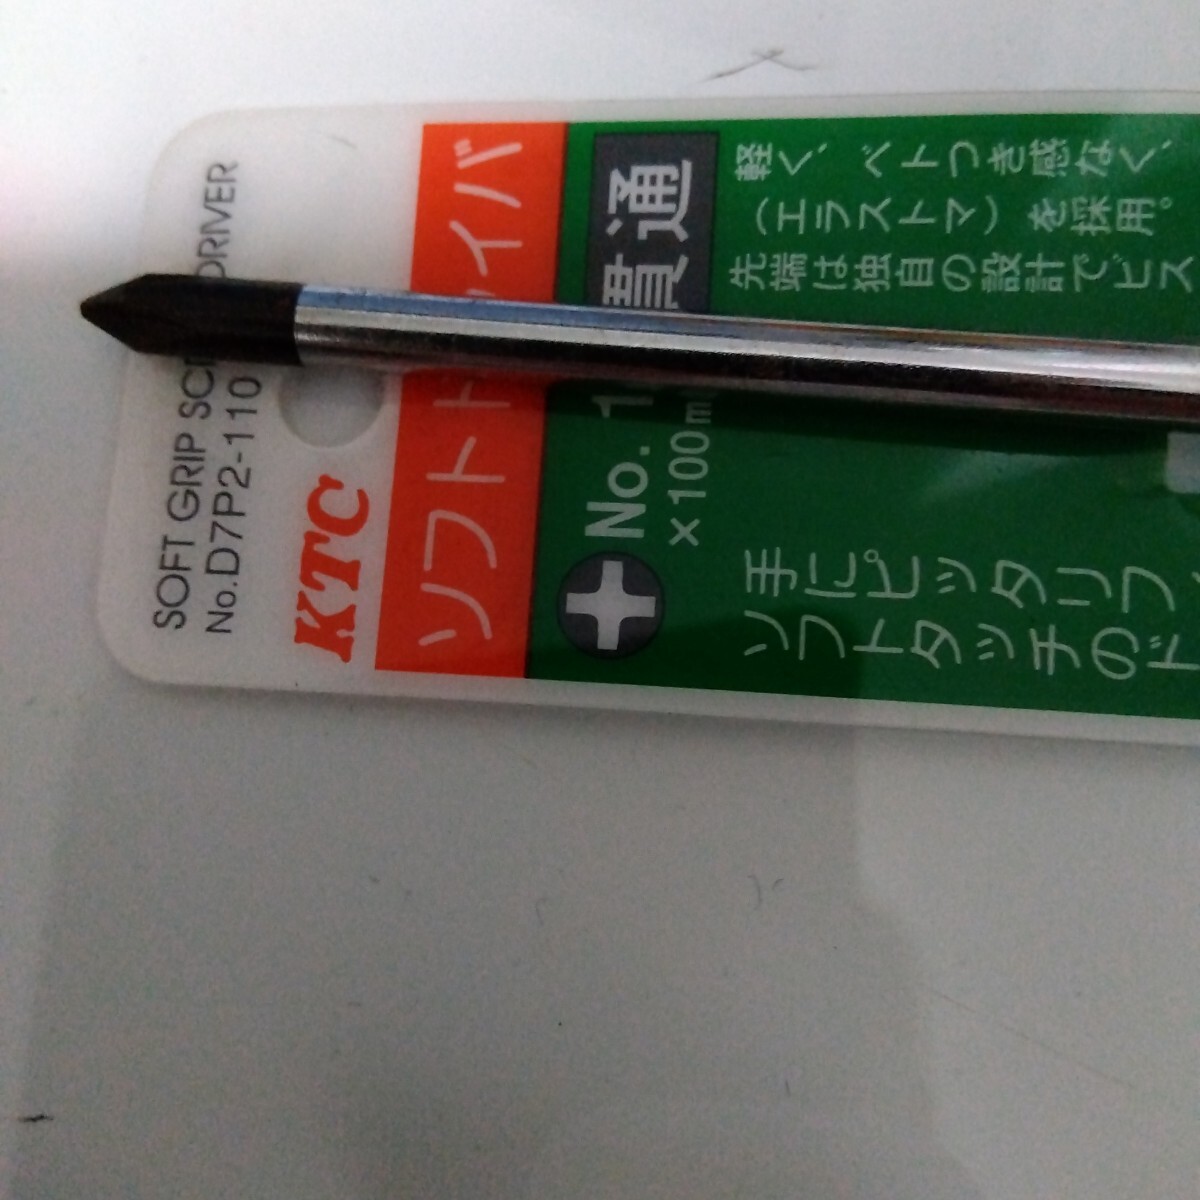 SOFT GRIP SC DRIVER
No.D7P2-110
KTC
ソフトドライバ
No. 1 貫通
×100m
手にピッタリフ
ソフトタッチのド
軽く、ベトつき感なく、
(エラストマ)を採用。
先端は独自の設計でビス